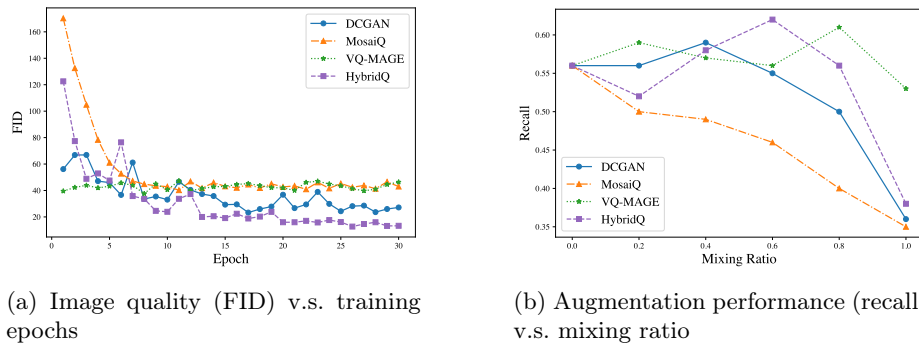 DCGAN
MosaiQ
VQ-MAGE
HybridQ
160
140
120
100
80
60
40
20
FID
0
5
10
15
20
25
30
Epoch
(a) Image quality (FID) v.s. training
epochs
0.60
0.55
0.50
0.45
0.40
0.35
Recall
DCGAN
MosaiQ
VQ-MAGE
HybridQ
0.0
0.2
0.4
0.6
0.8
1.0
Mixing Ratio
(b) Augmentation performance (recall
v.s. mixing ratio